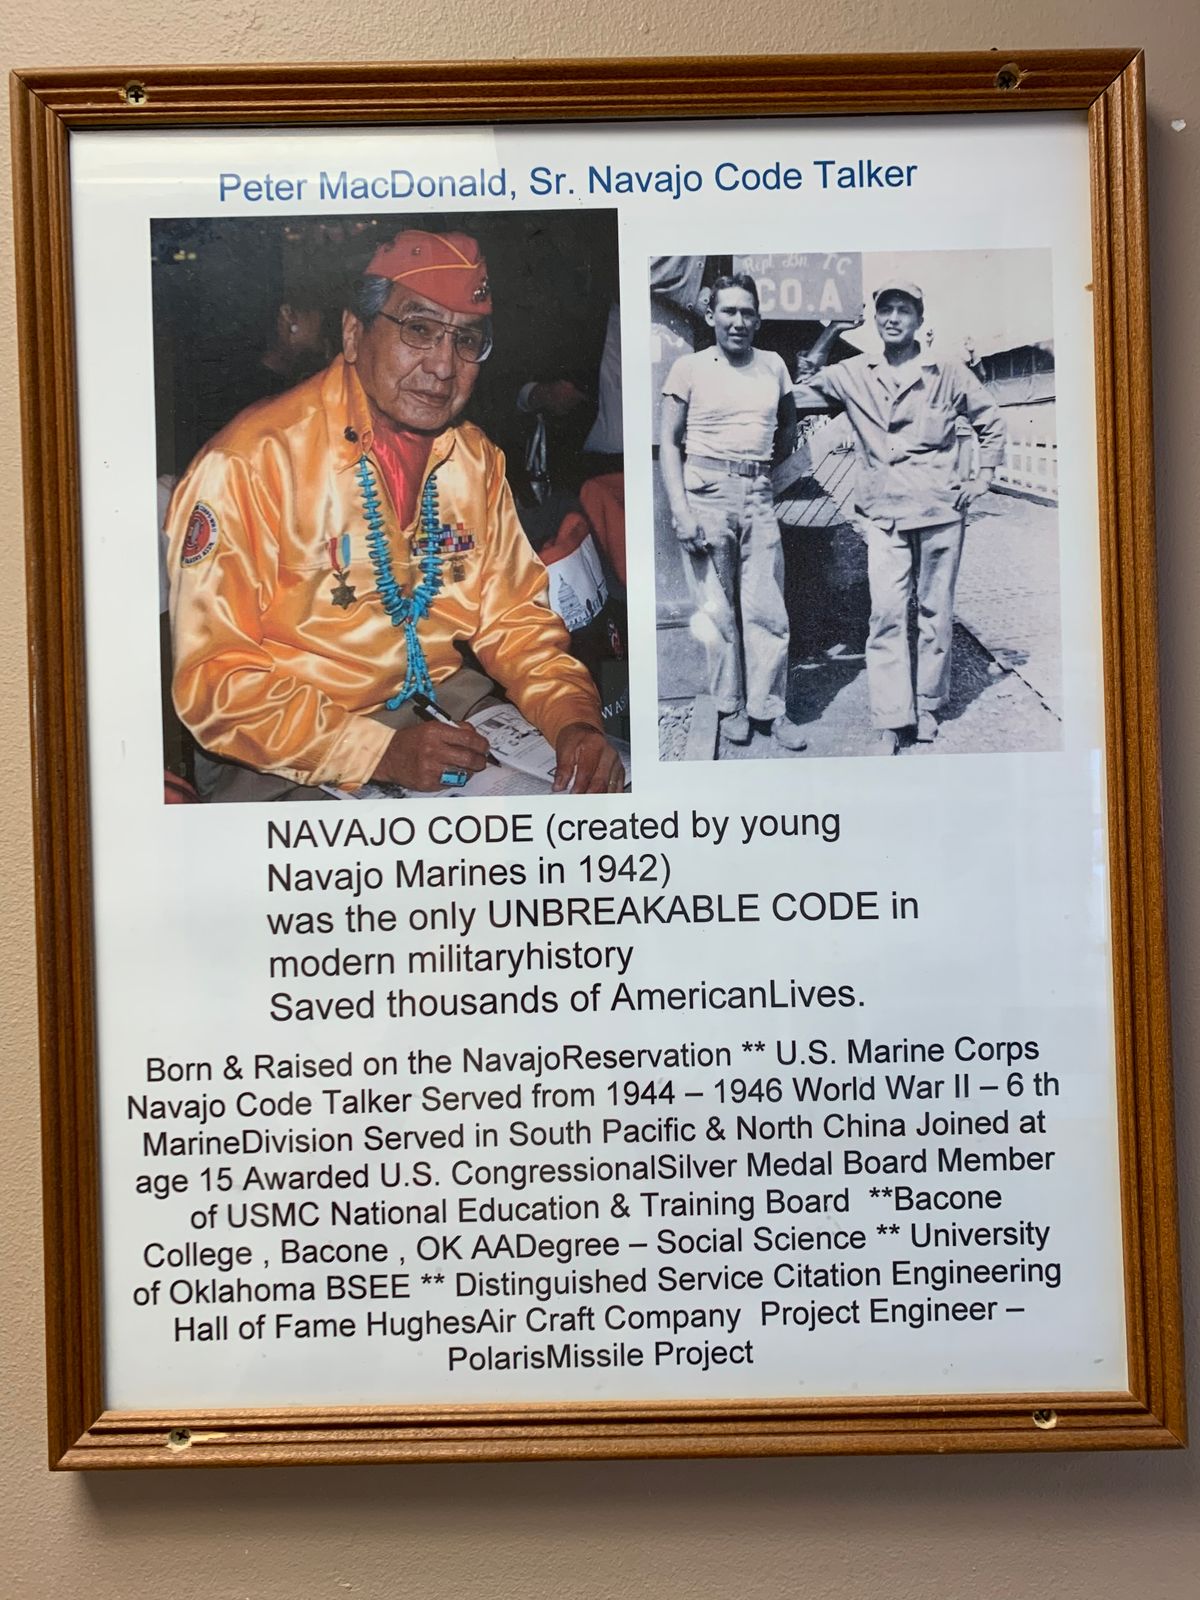 Peter MacDonald, Sr. Navajo Code Talker
Repl. Bn. TC
CO.A
WAS
NAVAJO CODE (created by young
Navajo Marines in 1942)
was the only UNBREAKABLE CODE in
modern militaryhistory
Saved thousands of AmericanLives.
Born & Raised on the NavajoReservation ** U.S. Marine Corps
Navajo Code Talker Served from 1944 – 1946 World War II – 6 th
MarineDivision Served in South Pacific & North China Joined at
age 15 Awarded U.S. CongressionalSilver Medal Board Member
of USMC National Education & Training Board **Bacone
College , Bacone , OK AADegree – Social Science ** University
of Oklahoma BSEE ** Distinguished Service Citation Engineering
Hall of Fame HughesAir Craft Company Project Engineer –
PolarisMissile Project